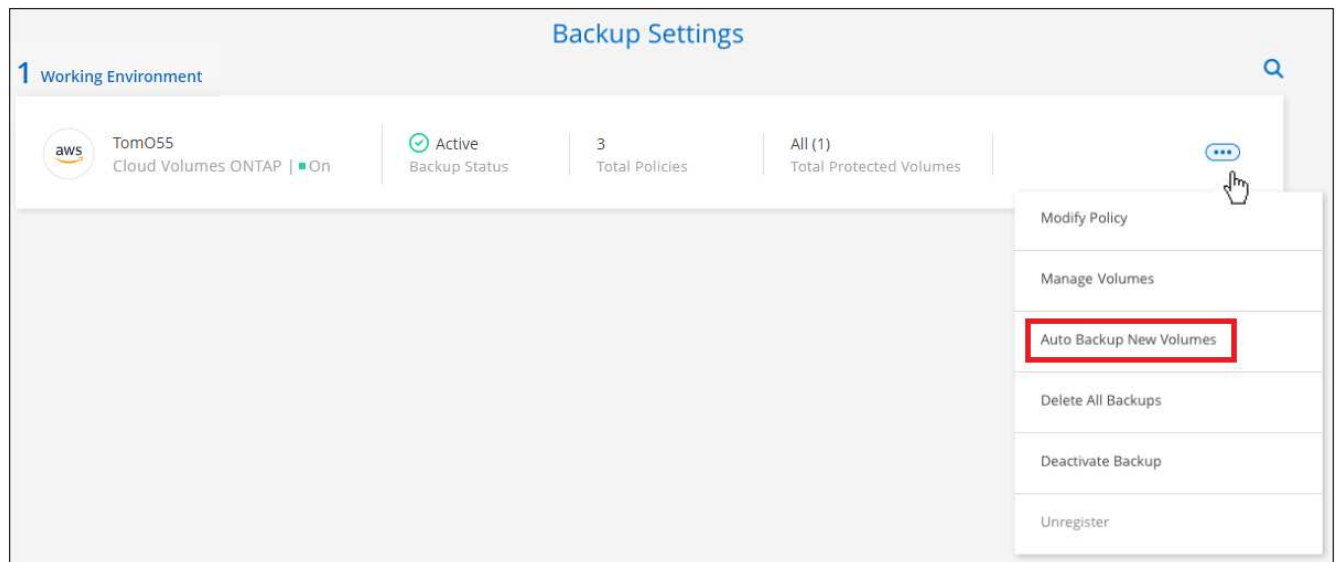 Backup Settings
1 Working Environment
aws
TomO55
Cloud Volumes ONTAP | On
Active
Backup Status
3
Total Policies
All (1)
Total Protected Volumes
Modify Policy
Manage Volumes
Auto Backup New Volumes
Delete All Backups
Deactivate Backup
Unregister